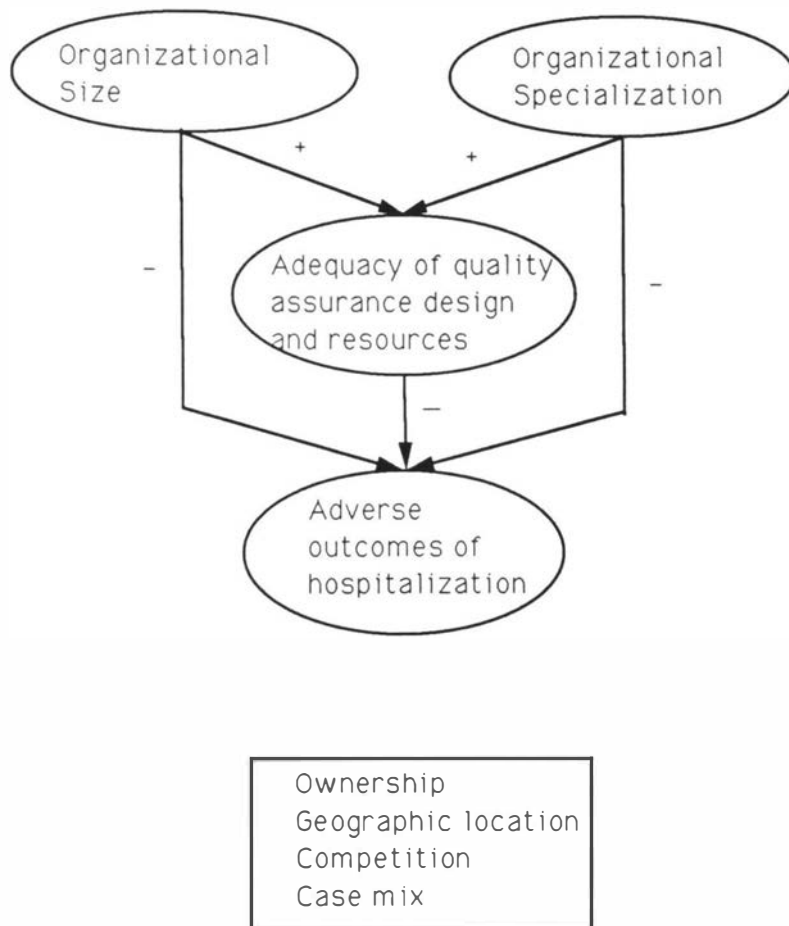 Organizational
Size
Organizational
Specialization
+
+
Adequacy of quality
assurance design
and resources
-
-
-
Adverse
outcomes of
hospitalization
Ownership
Geographic location
Competition
Case mix